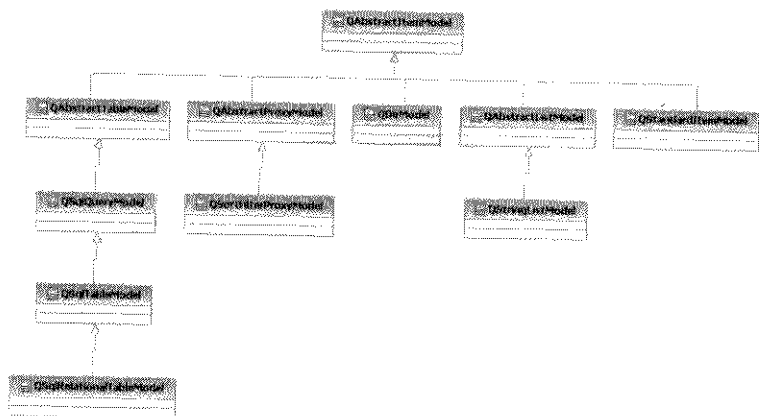 QAbstractItemModel
QAbstractTableModel
QAbstractProxyModel
QDirModel
QAbstractListModel
QStandardItemModel
QSqlQueryModel
QSortFilterProxyModel
QStringListModel
QSqlTableModel
QSqlRelationalTableModel